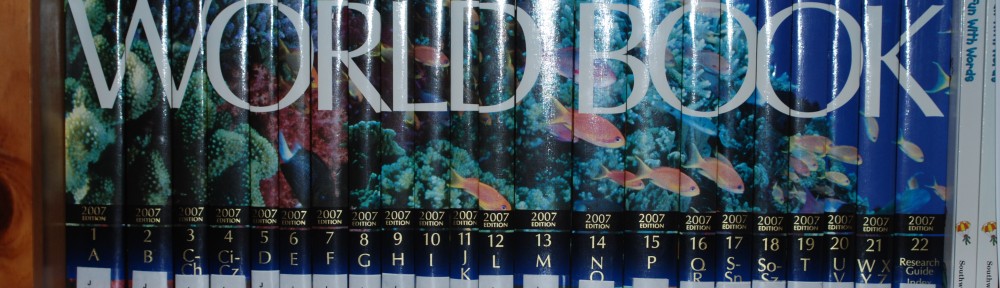 WORLD BOOK
2007
EDITION
1
A
2007
EDITION
2
B
2007
EDITION
3
C-
Ch
2007
EDITION
4
Ci-
Cz
2007
EDITION
5
D
2007
EDITION
6
E
2007
EDITION
7
F
2007
EDITION
8
G
2007
EDITION
9
H
2007
EDITION
10
I
2007
EDITION
11
J
K
2007
EDITION
12
L
2007
EDITION
13
M
2007
EDITION
14
N
O
2007
EDITION
15
P
2007
EDITION
16
Q
R
2007
EDITION
17
S-
Sn
2007
EDITION
18
So-
Sz
2007
EDITION
19
T
2007
EDITION
20
U
V
2007
EDITION
21
W X
Y Z
2007
EDITION
22
Research
Guide
Index
Words
Southw
Southw